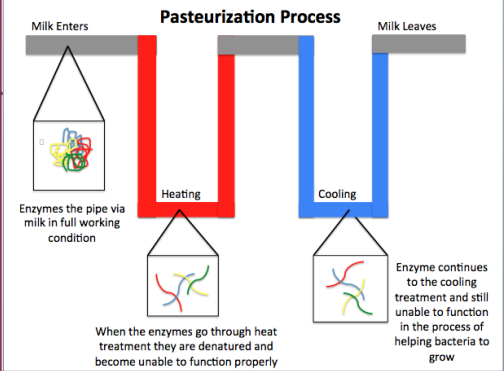 Pasteurization Process
Milk Enters
Milk Leaves
Heating
Cooling
Enzymes the pipe via
milk in full working
condition
When the enzymes go through heat
treatment they are denatured and
become unable to function properly
Enzyme continues
to the cooling
treatment and still
unable to function
in the process of
helping bacteria to
grow